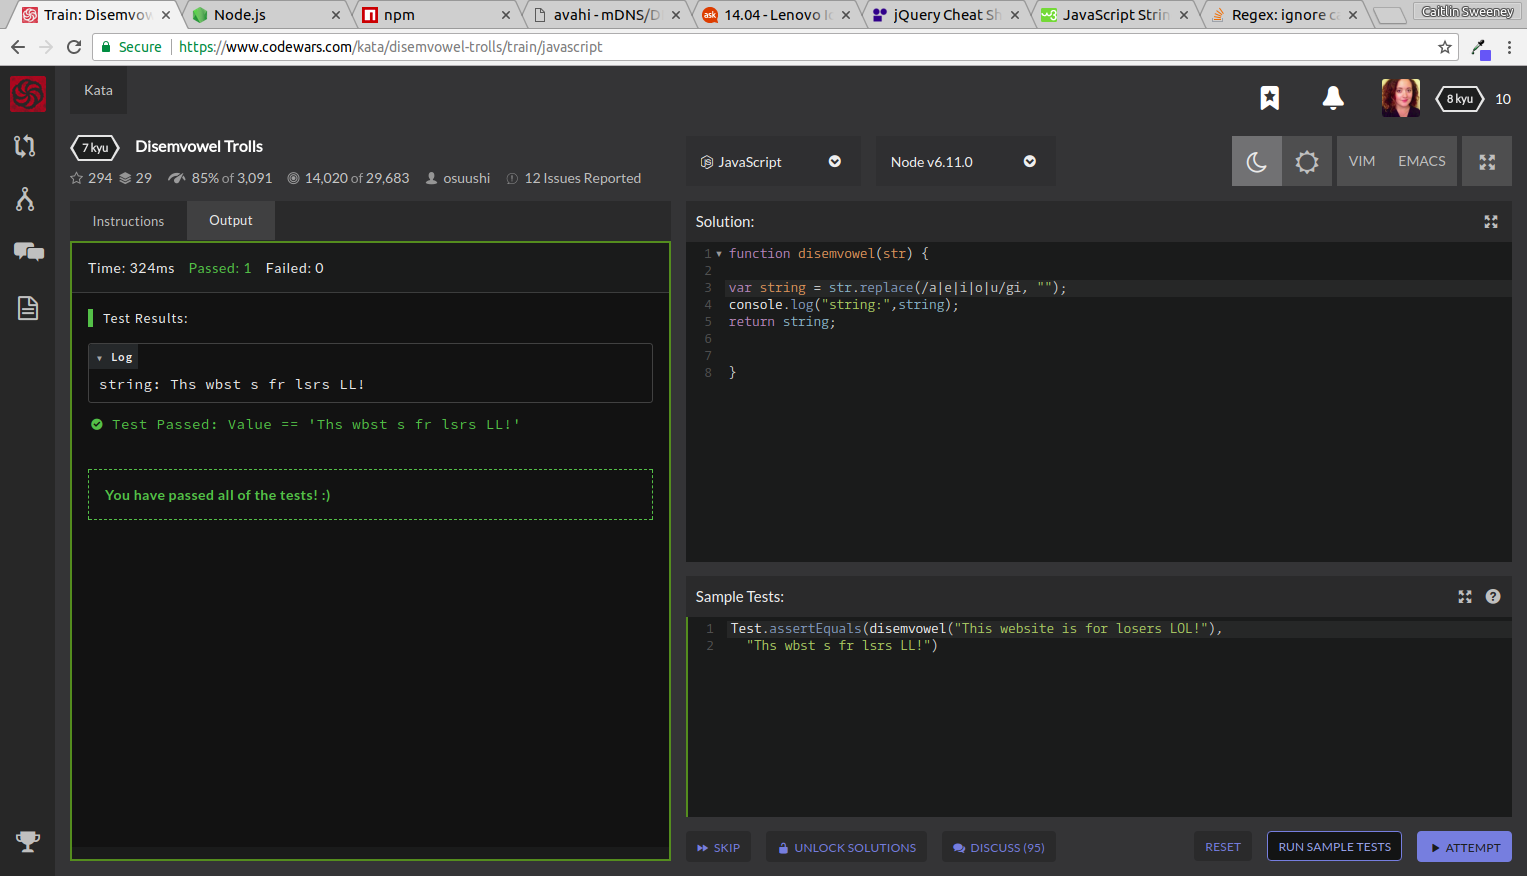 Train: Disemvow
Node.js
npm
avahi - mDNS/D
14.04 - Lenovo Id
jQuery Cheat Sh
JavaScript Strin
Regex: ignore ca
Caitlin Sweeney
Secure https://www.codewars.com/kata/disemvowel-trolls/train/javascript
Kata
8 kyu 10
7 kyu Disemvowel Trolls
294 29 85% of 3,091 14,020 of 29,683 osuushi 12 Issues Reported
JavaScript
Node v6.11.0
VIM EMACS
Instructions Output
Time: 324ms Passed: 1 Failed: 0
Test Results:
Log
string: Ths wbst s fr lsrs LL!
Test Passed: Value == 'Ths wbst s fr lsrs LL!'
You have passed all of the tests! :)
Solution:
1 function disemvowel(str) {
2
3 var string = str.replace(/a|e|i|o|u/gi, "");
4 console.log("string:",string);
5 return string;
6
7
8 }
Sample Tests:
1 Test.assertEquals(disemvowel("This website is for losers LOL!"),
2 "Ths wbst s fr lsrs LL!")
SKIP UNLOCK SOLUTIONS DISCUSS (95) RESET RUN SAMPLE TESTS ATTEMPT